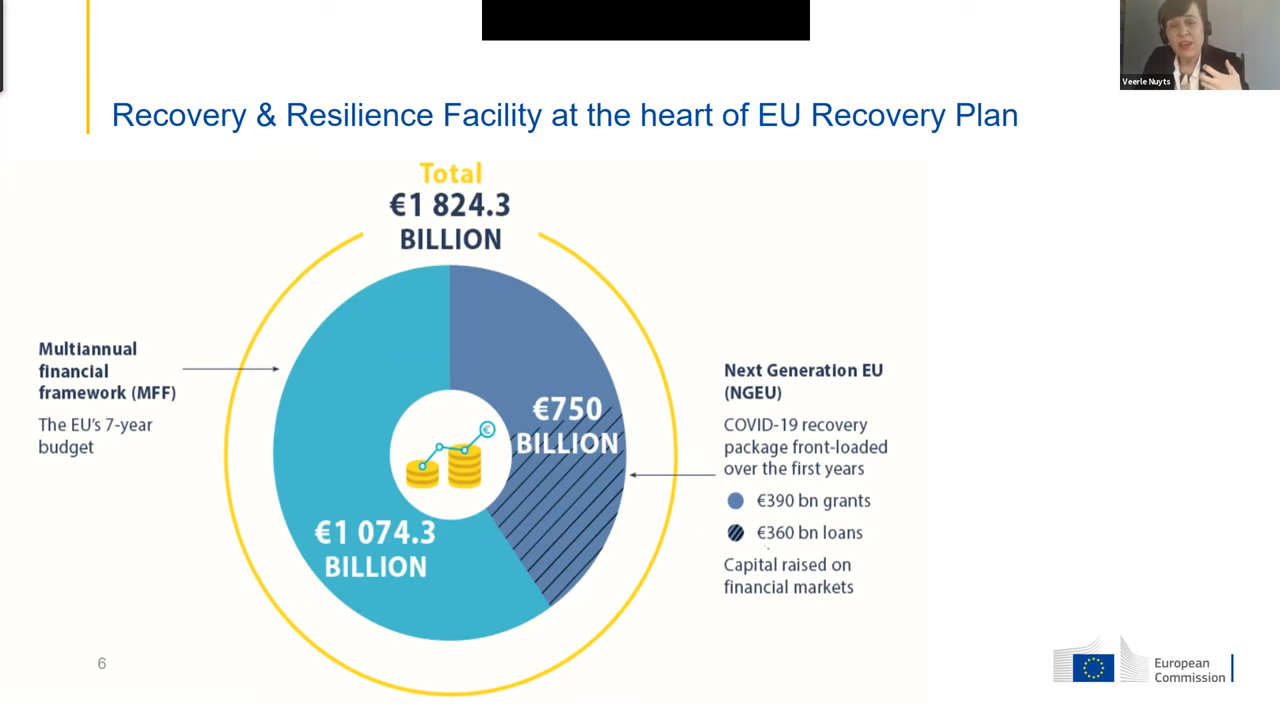 Veerle Nuyts
Recovery & Resilience Facility at the heart of EU Recovery Plan
Total
€1 824.3
BILLION
Multiannual
financial
framework (MFF)
The EU's 7-year
budget
€750
BILLION
€1 074.3
BILLION
Next Generation EU
(NGEU)
COVID-19 recovery
package front-loaded
over the first years
€390 bn grants
€360 bn loans
Capital raised on
financial markets
€
6
European
Commission